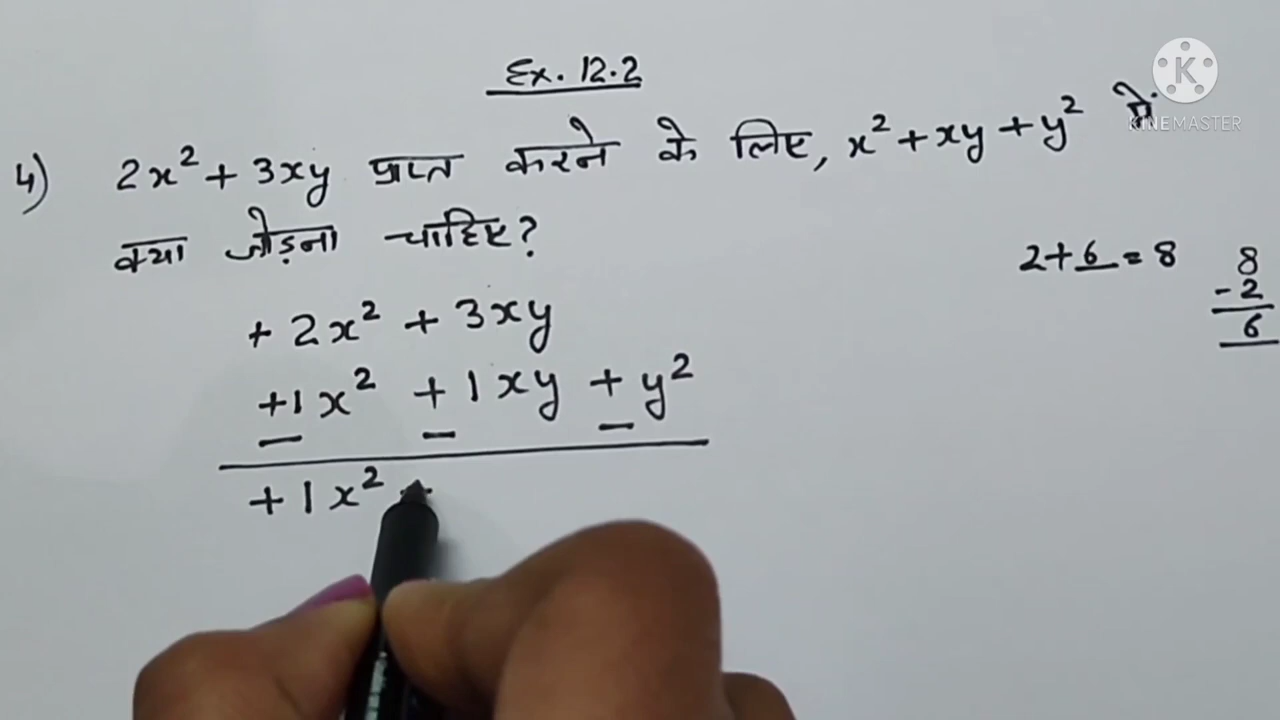 Ex. 12.2
4) 2x² + 3xy प्राप्त करने के लिए, x² + xy + y² में
क्या जोड़ना चाहिए?
2 + 6 = 8
8
- 2
6
+ 2x² + 3xy
+1x² + 1xy + y²
− − −
+ 1x²
K
KINEMASTER